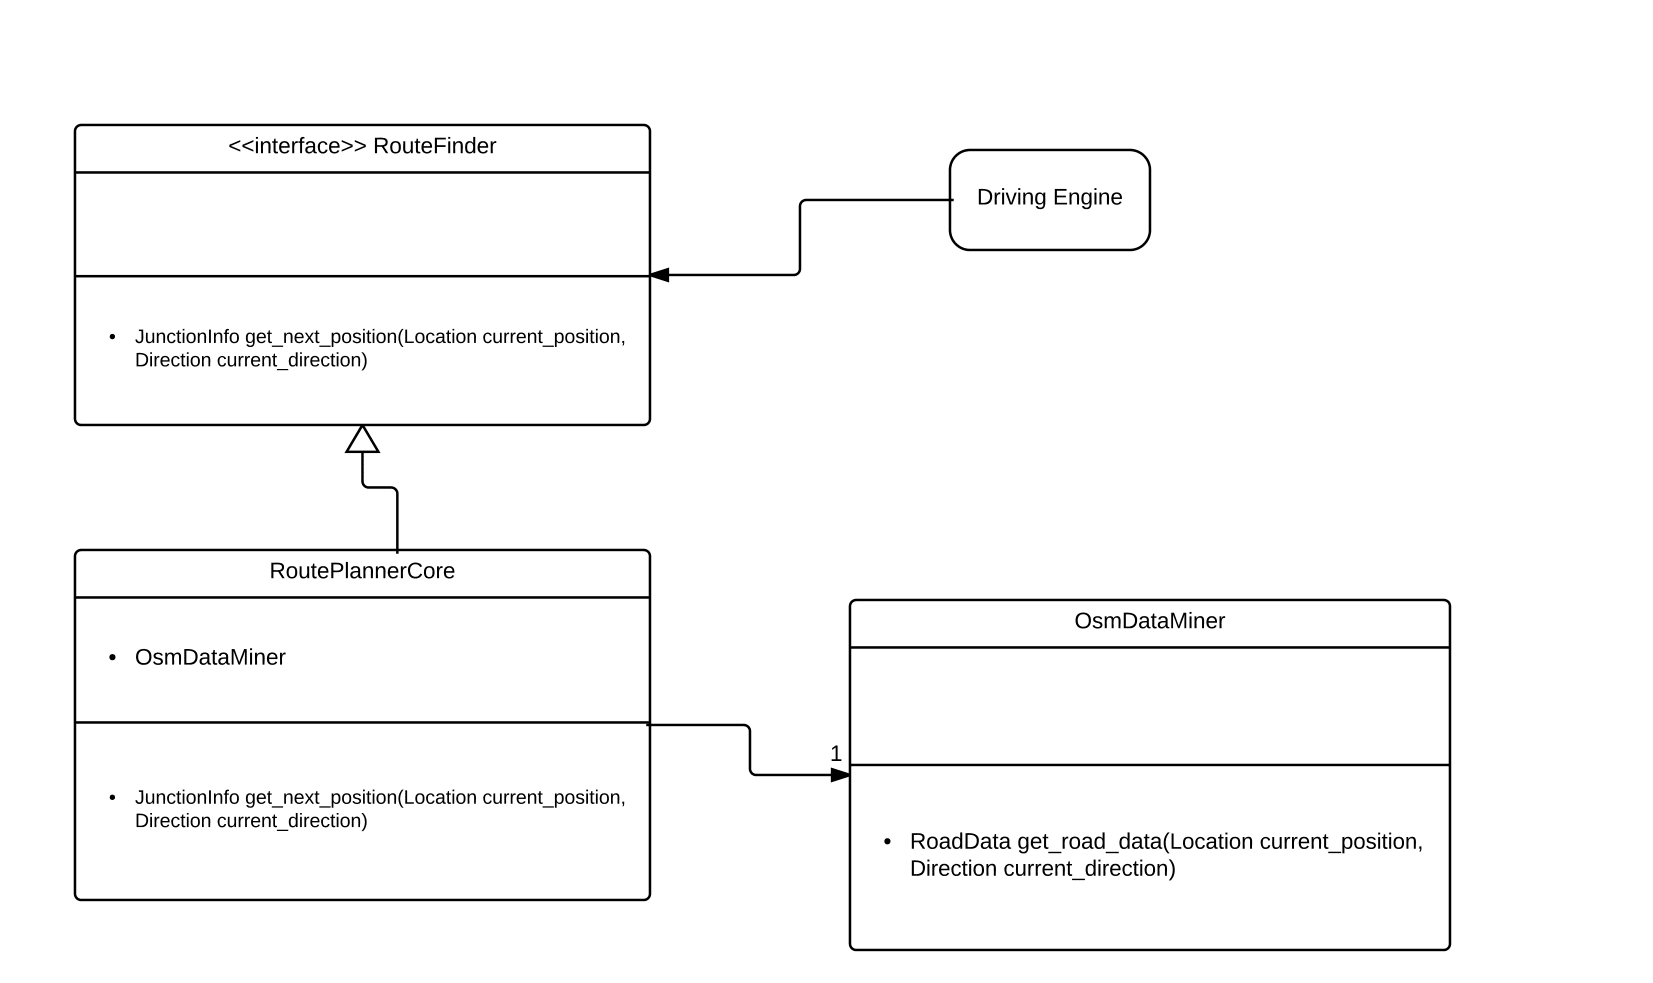 <<interface>> RouteFinder
Driving Engine
• JunctionInfo get_next_position(Location current_position,
Direction current_direction)
RoutePlannerCore
• OsmDataMiner
• JunctionInfo get_next_position(Location current_position,
Direction current_direction)
1
OsmDataMiner
• RoadData get_road_data(Location current_position,
Direction current_direction)